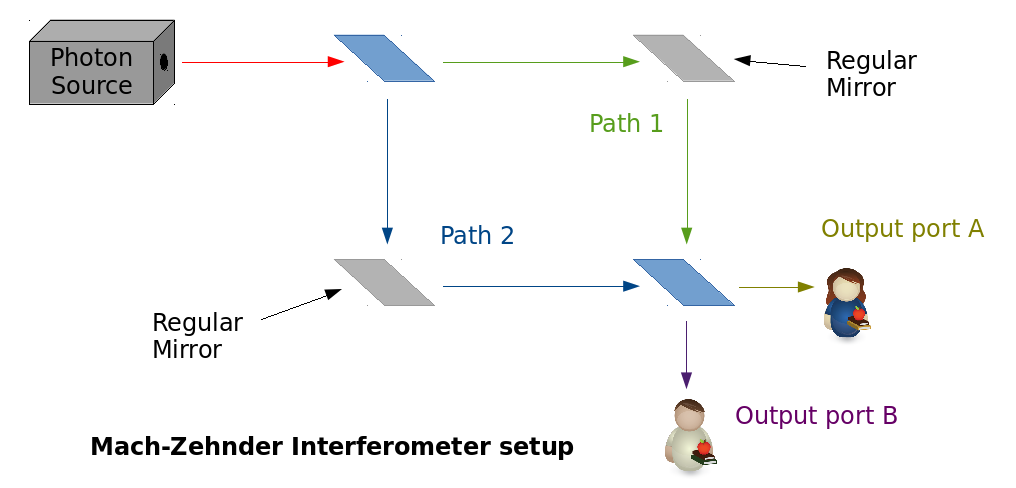 Photon
Source
Regular
Mirror
Path 1
Output port A
Path 2
Regular
Mirror
Output port B
Mach-Zehnder Interferometer setup